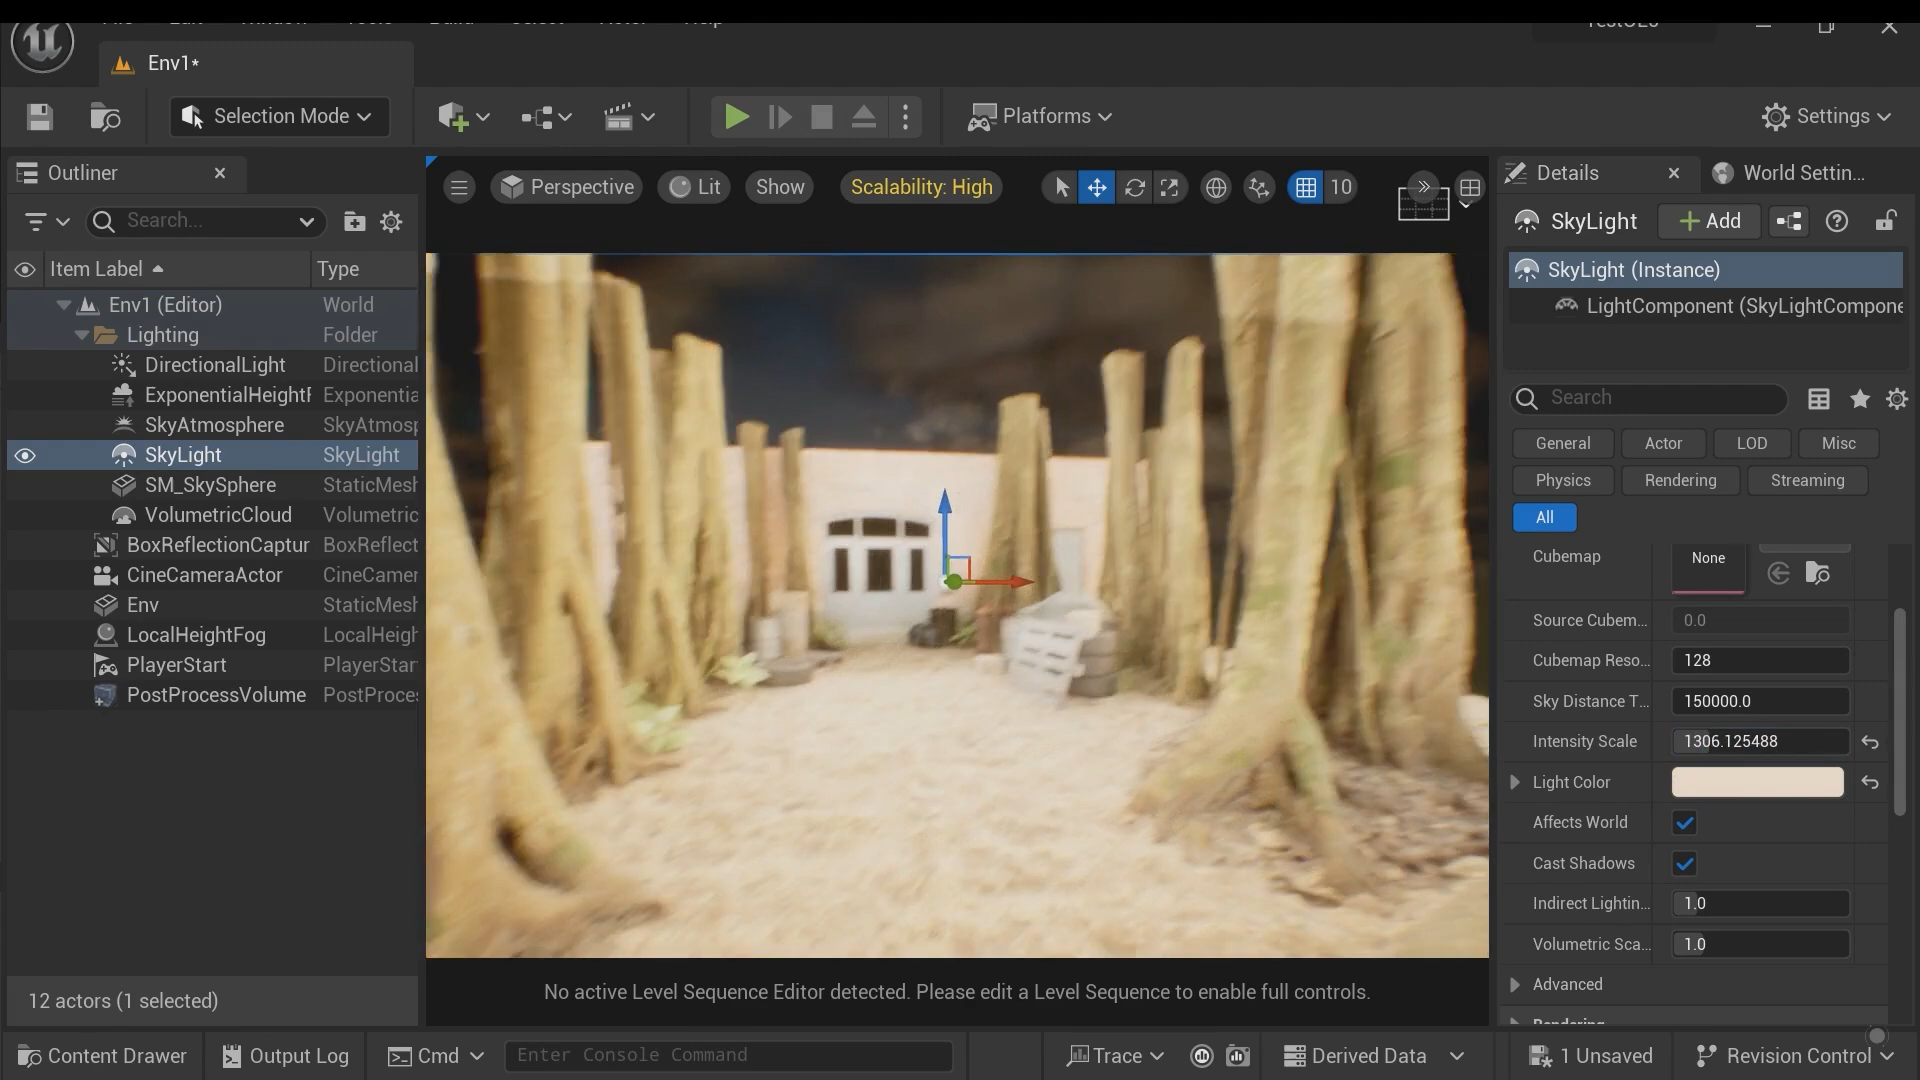 Env1*
Selection Mode
Platforms
Settings
Outliner
Search...
Item Label
Type
Env1 (Editor)
World
Lighting
Folder
DirectionalLight
Directional
ExponentialHeightF
Exponentia
SkyAtmosphere
SkyAtmosp
SkyLight
SkyLight
SM_SkySphere
StaticMesh
VolumetricCloud
Volumetric
BoxReflectionCaptur
BoxReflect
CineCameraActor
CineCamer
Env
StaticMesh
LocalHeightFog
LocalHeigh
PlayerStart
PlayerStar
PostProcessVolume
PostProces
12 actors (1 selected)
Perspective
Lit
Show
Scalability: High
10
No active Level Sequence Editor detected. Please edit a Level Sequence to enable full controls.
Details
World Settin...
SkyLight
Add
SkyLight (Instance)
LightComponent (SkyLightCompone
Search
General
Actor
LOD
Misc
Physics
Rendering
Streaming
All
Cubemap
None
Source Cubem...
0.0
Cubemap Reso...
128
Sky Distance T...
150000.0
Intensity Scale
1306.125488
Light Color
Affects World
Cast Shadows
Indirect Lightin...
1.0
Volumetric Sca...
1.0
Advanced
Content Drawer
Output Log
Cmd
Enter Console Command
Trace
Derived Data
1 Unsaved
Revision Control